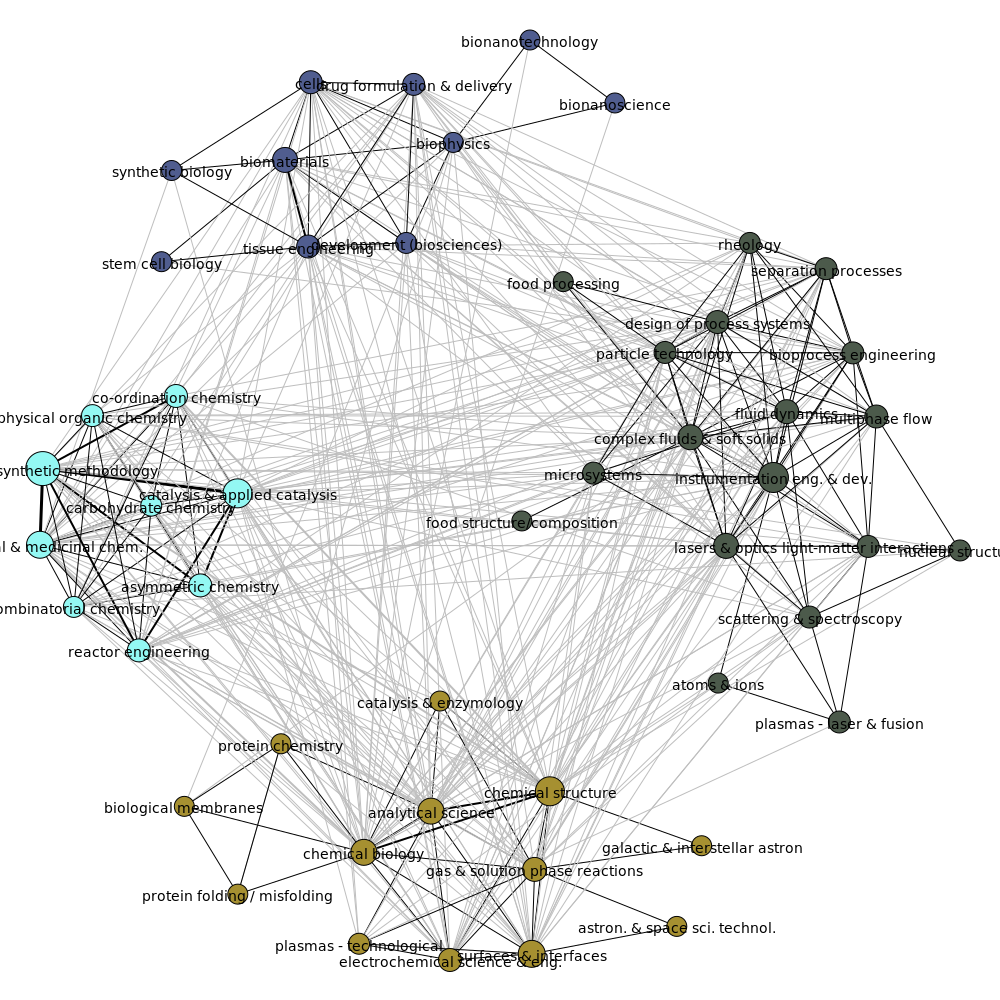 bionanotechnology
cells
drug formulation & delivery
bionanoscience
biophysics
biomaterials
synthetic biology
tissue engineering
development (biosciences)
stem cell biology
rheology
separation processes
food processing
design of process systems
particle technology
bioprocess engineering
co-ordination chemistry
physical organic chemistry
fluid dynamics
multiphase flow
complex fluids & soft solids
synthetic methodology
microsystems
instrumentation eng. & dev.
catalysis & applied catalysis
carbohydrate chemistry
food structure/composition
l & medicinal chem.
lasers & optics
light-matter interactions
nuclear structu
asymmetric chemistry
ombinatorial chemistry
scattering & spectroscopy
reactor engineering
atoms & ions
catalysis & enzymology
plasmas - laser & fusion
protein chemistry
chemical structure
biological membranes
analytical science
galactic & interstellar astron
chemical biology
gas & solution phase reactions
protein folding / misfolding
astron. & space sci. technol.
plasmas - technological
surfaces & interfaces
electrochemical science & eng.